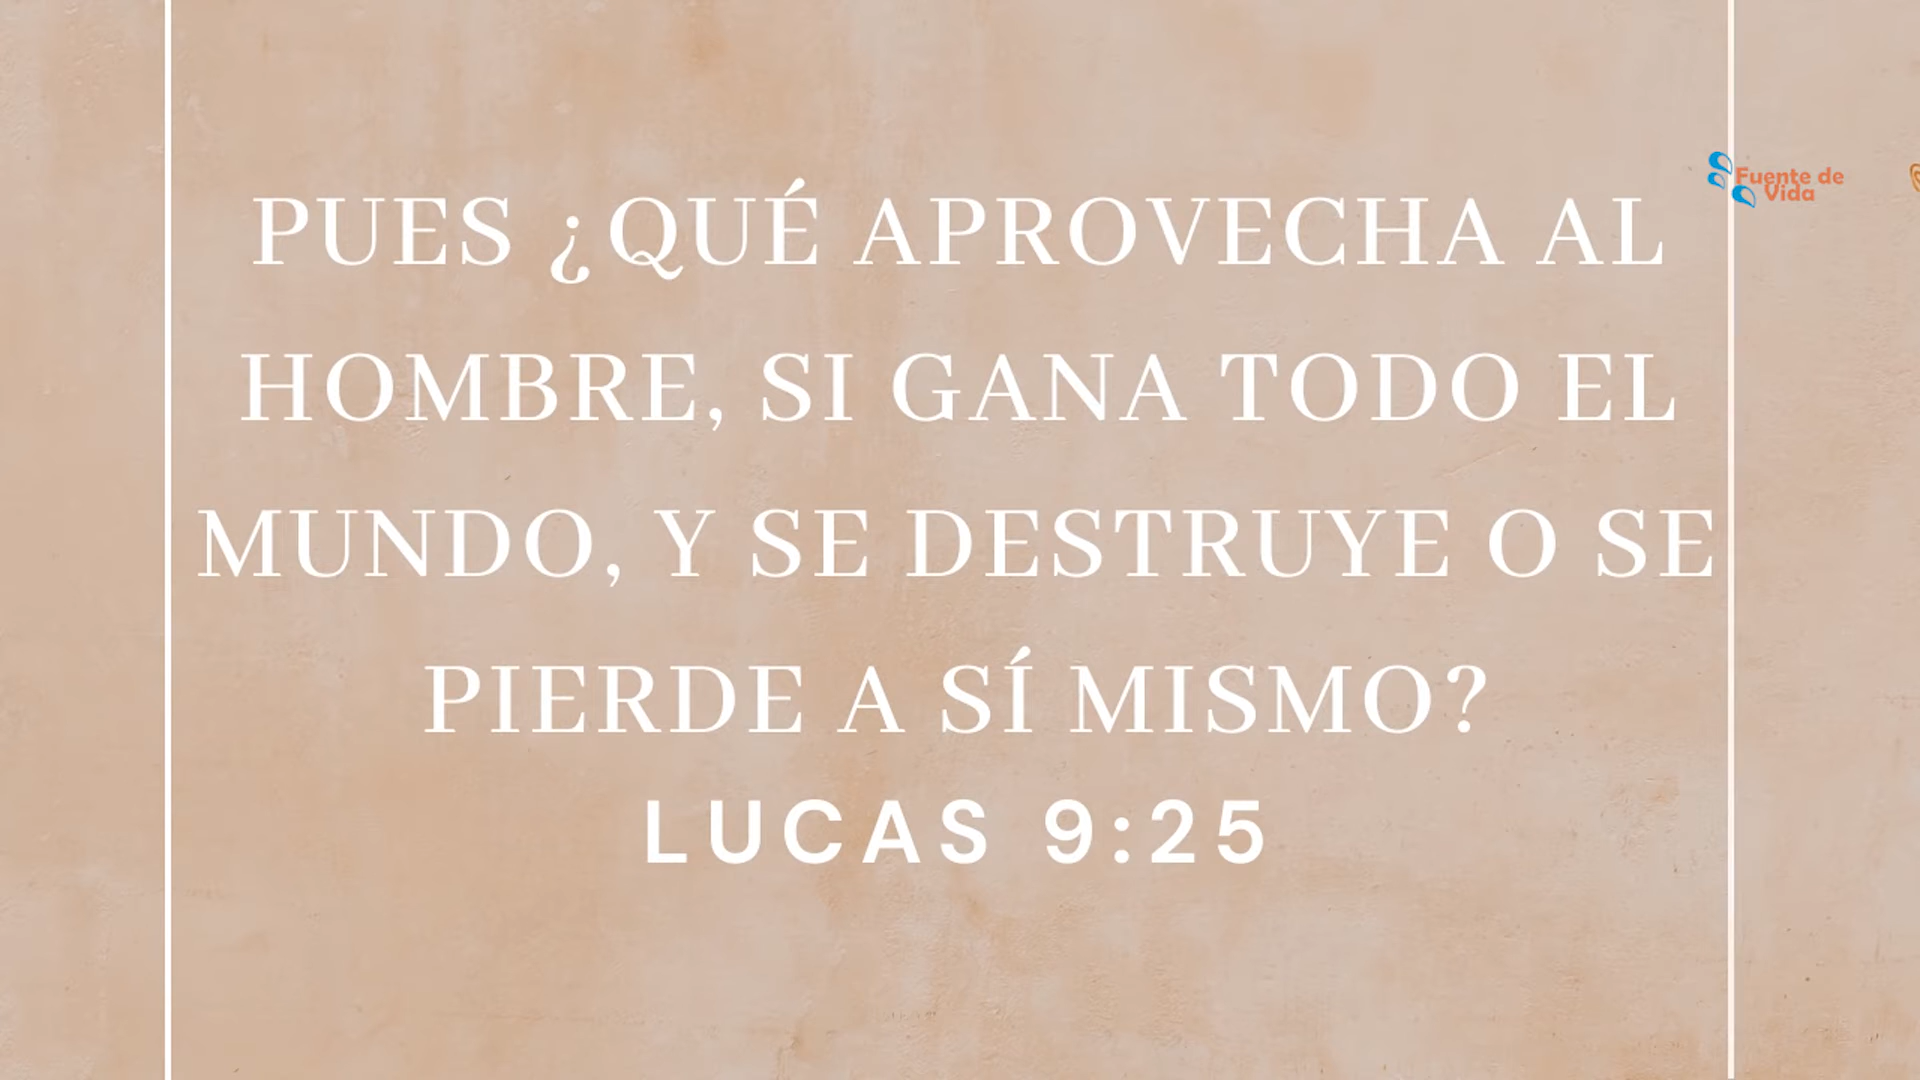 PUES ¿QUÉ APROVECHA AL
HOMBRE, SI GANA TODO EL
MUNDO, Y SE DESTRUYE O SE
PIERDE A SÍ MISMO?
LUCAS 9:25
Fuente de
Vida